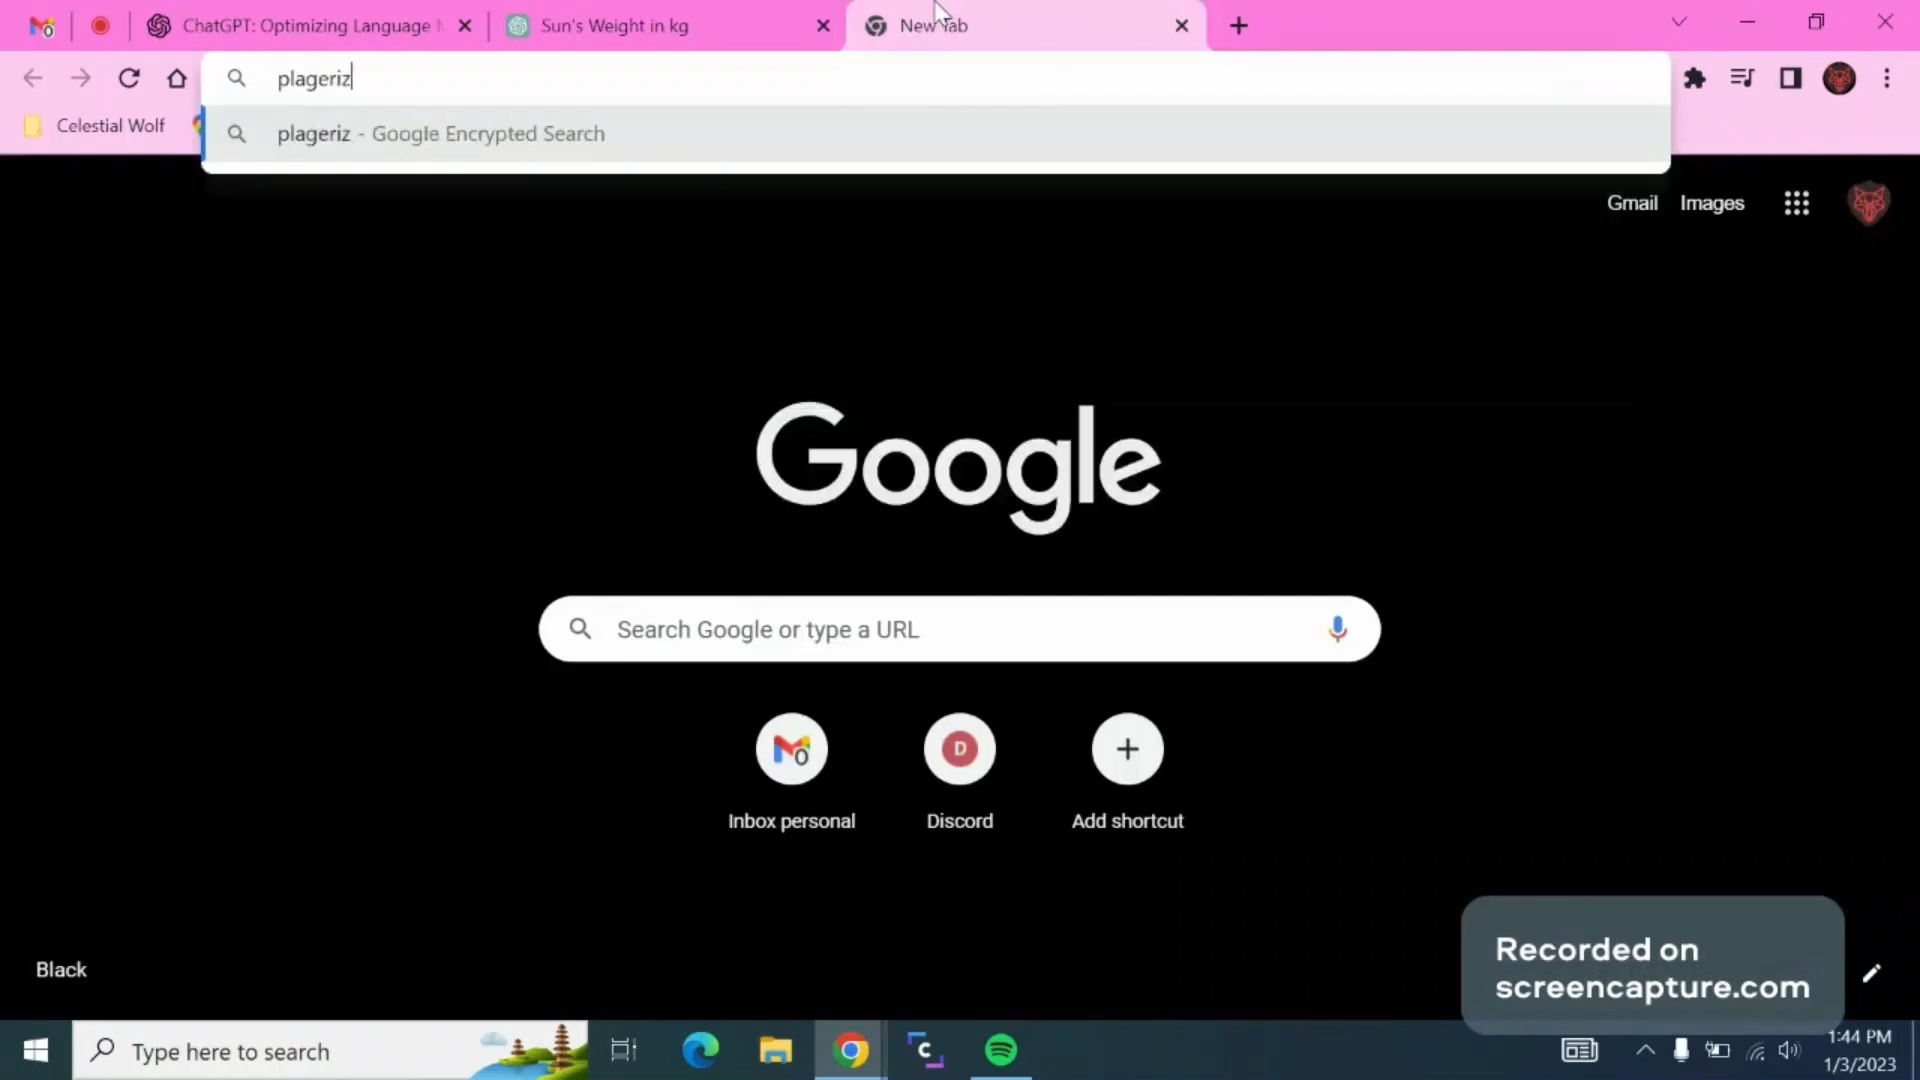 ChatGPT: Optimizing Language
Sun's Weight in kg
New Tab
plageriz
Celestial Wolf
plageriz - Google Encrypted Search
Gmail
Images
Google
Search Google or type a URL
D
Inbox personal
Discord
Add shortcut
Recorded on
screencapture.com
Black
Type here to search
1:44 PM
1/3/2023